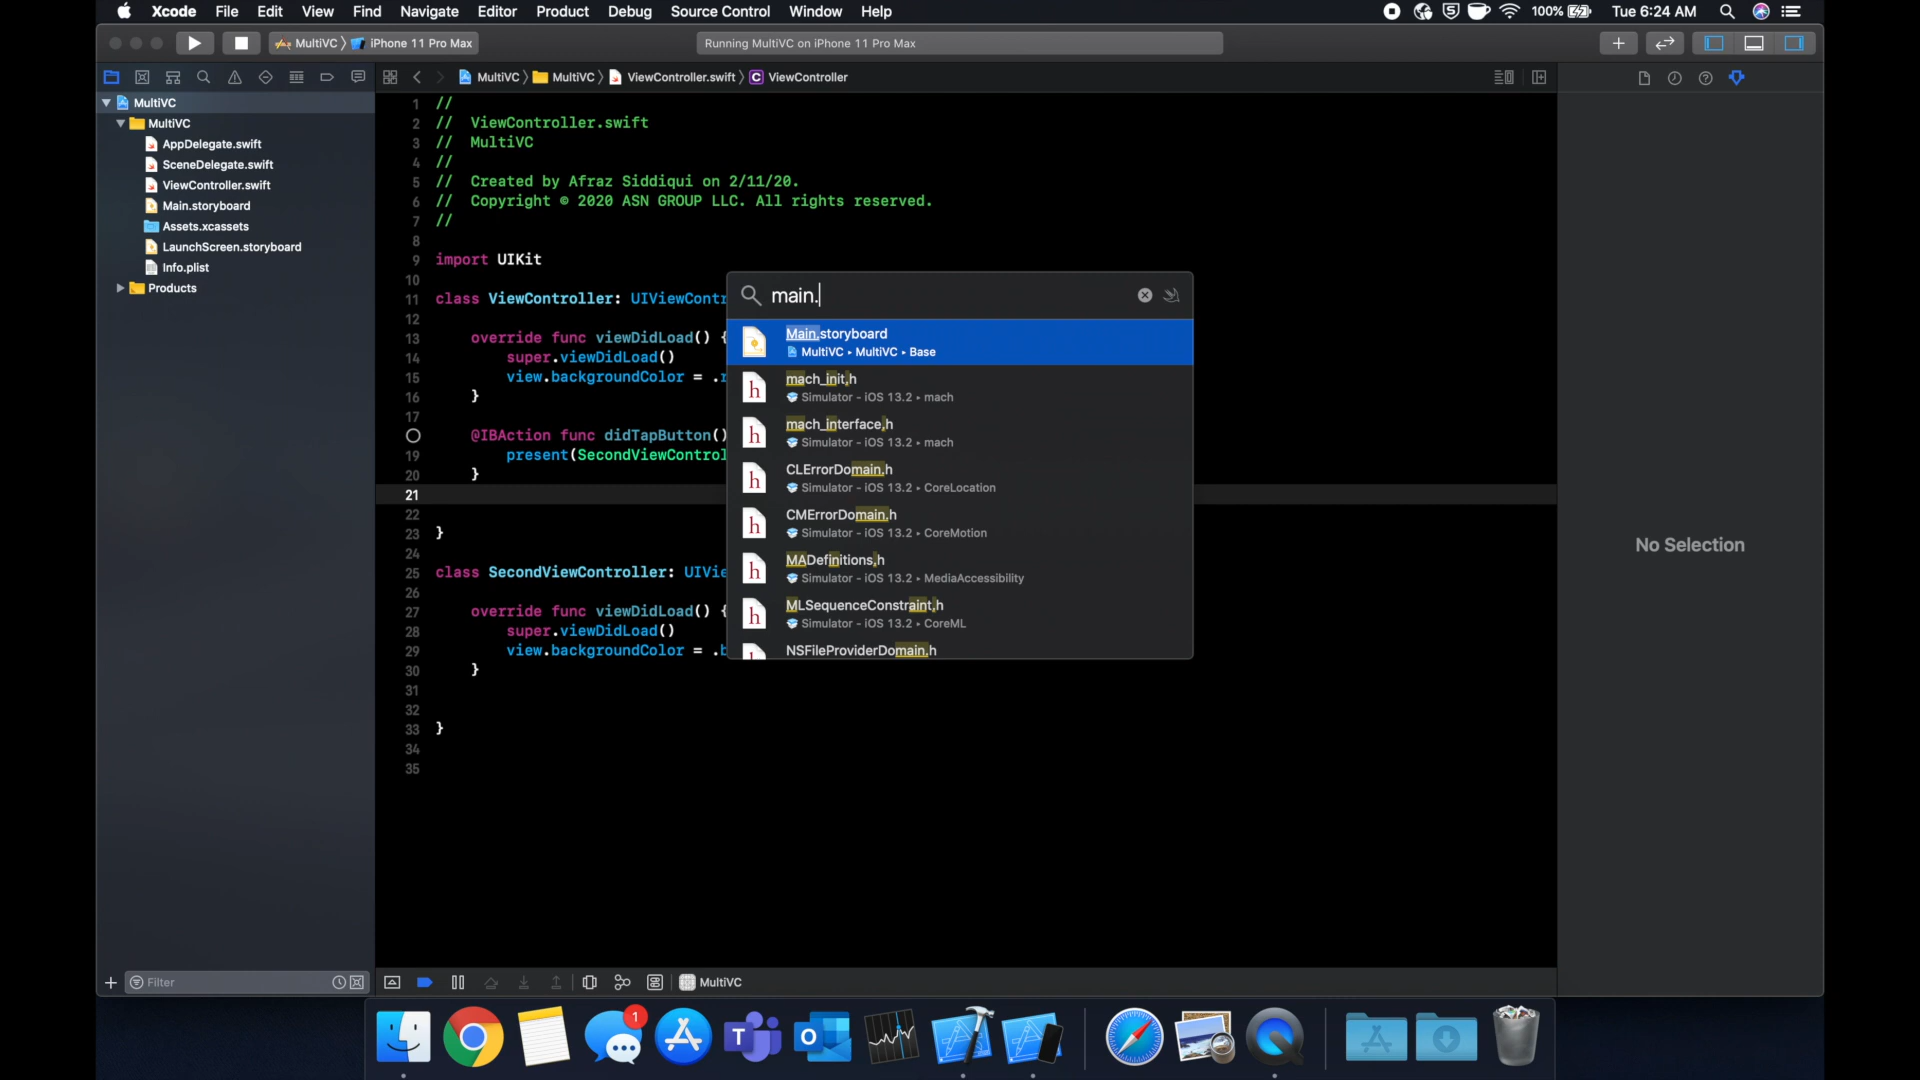 Xcode File Edit View Find Navigate Editor Product Debug Source Control Window Help
100% Tue 6:24 AM
MultiVC iPhone 11 Pro Max
Running MultiVC on iPhone 11 Pro Max
MultiVC MultiVC ViewController.swift C ViewController
MultiVC
MultiVC
AppDelegate.swift
SceneDelegate.swift
ViewController.swift
Main.storyboard
Assets.xcassets
LaunchScreen.storyboard
Info.plist
Products
1 //
2 // ViewController.swift
3 // MultiVC
4 //
5 // Created by Afraz Siddiqui on 2/11/20.
6 // Copyright © 2020 ASN GROUP LLC. All rights reserved.
7 //
8
9 import UIKit
10
11 class ViewController: UIViewContr
12
13 override func viewDidLoad() {
14 super.viewDidLoad()
15 view.backgroundColor = .r
16 }
17
@IBAction func didTapButton()
19 present(SecondViewControl
20 }
21
22
23 }
24
25 class SecondViewController: UIVie
26
27 override func viewDidLoad() {
28 super.viewDidLoad()
29 view.backgroundColor = .b
30 }
31
32
33 }
34
35
main.
Main.storyboard
MultiVC ▸ MultiVC ▸ Base
h mach_init.h
Simulator - iOS 13.2 ▸ mach
h mach_interface.h
Simulator - iOS 13.2 ▸ mach
h CLErrorDomain.h
Simulator - iOS 13.2 ▸ CoreLocation
h CMErrorDomain.h
Simulator - iOS 13.2 ▸ CoreMotion
h MADefinitions.h
Simulator - iOS 13.2 ▸ MediaAccessibility
h MLSequenceConstraint.h
Simulator - iOS 13.2 ▸ CoreML
NSFileProviderDomain.h
No Selection
Filter
MultiVC
1
T
O